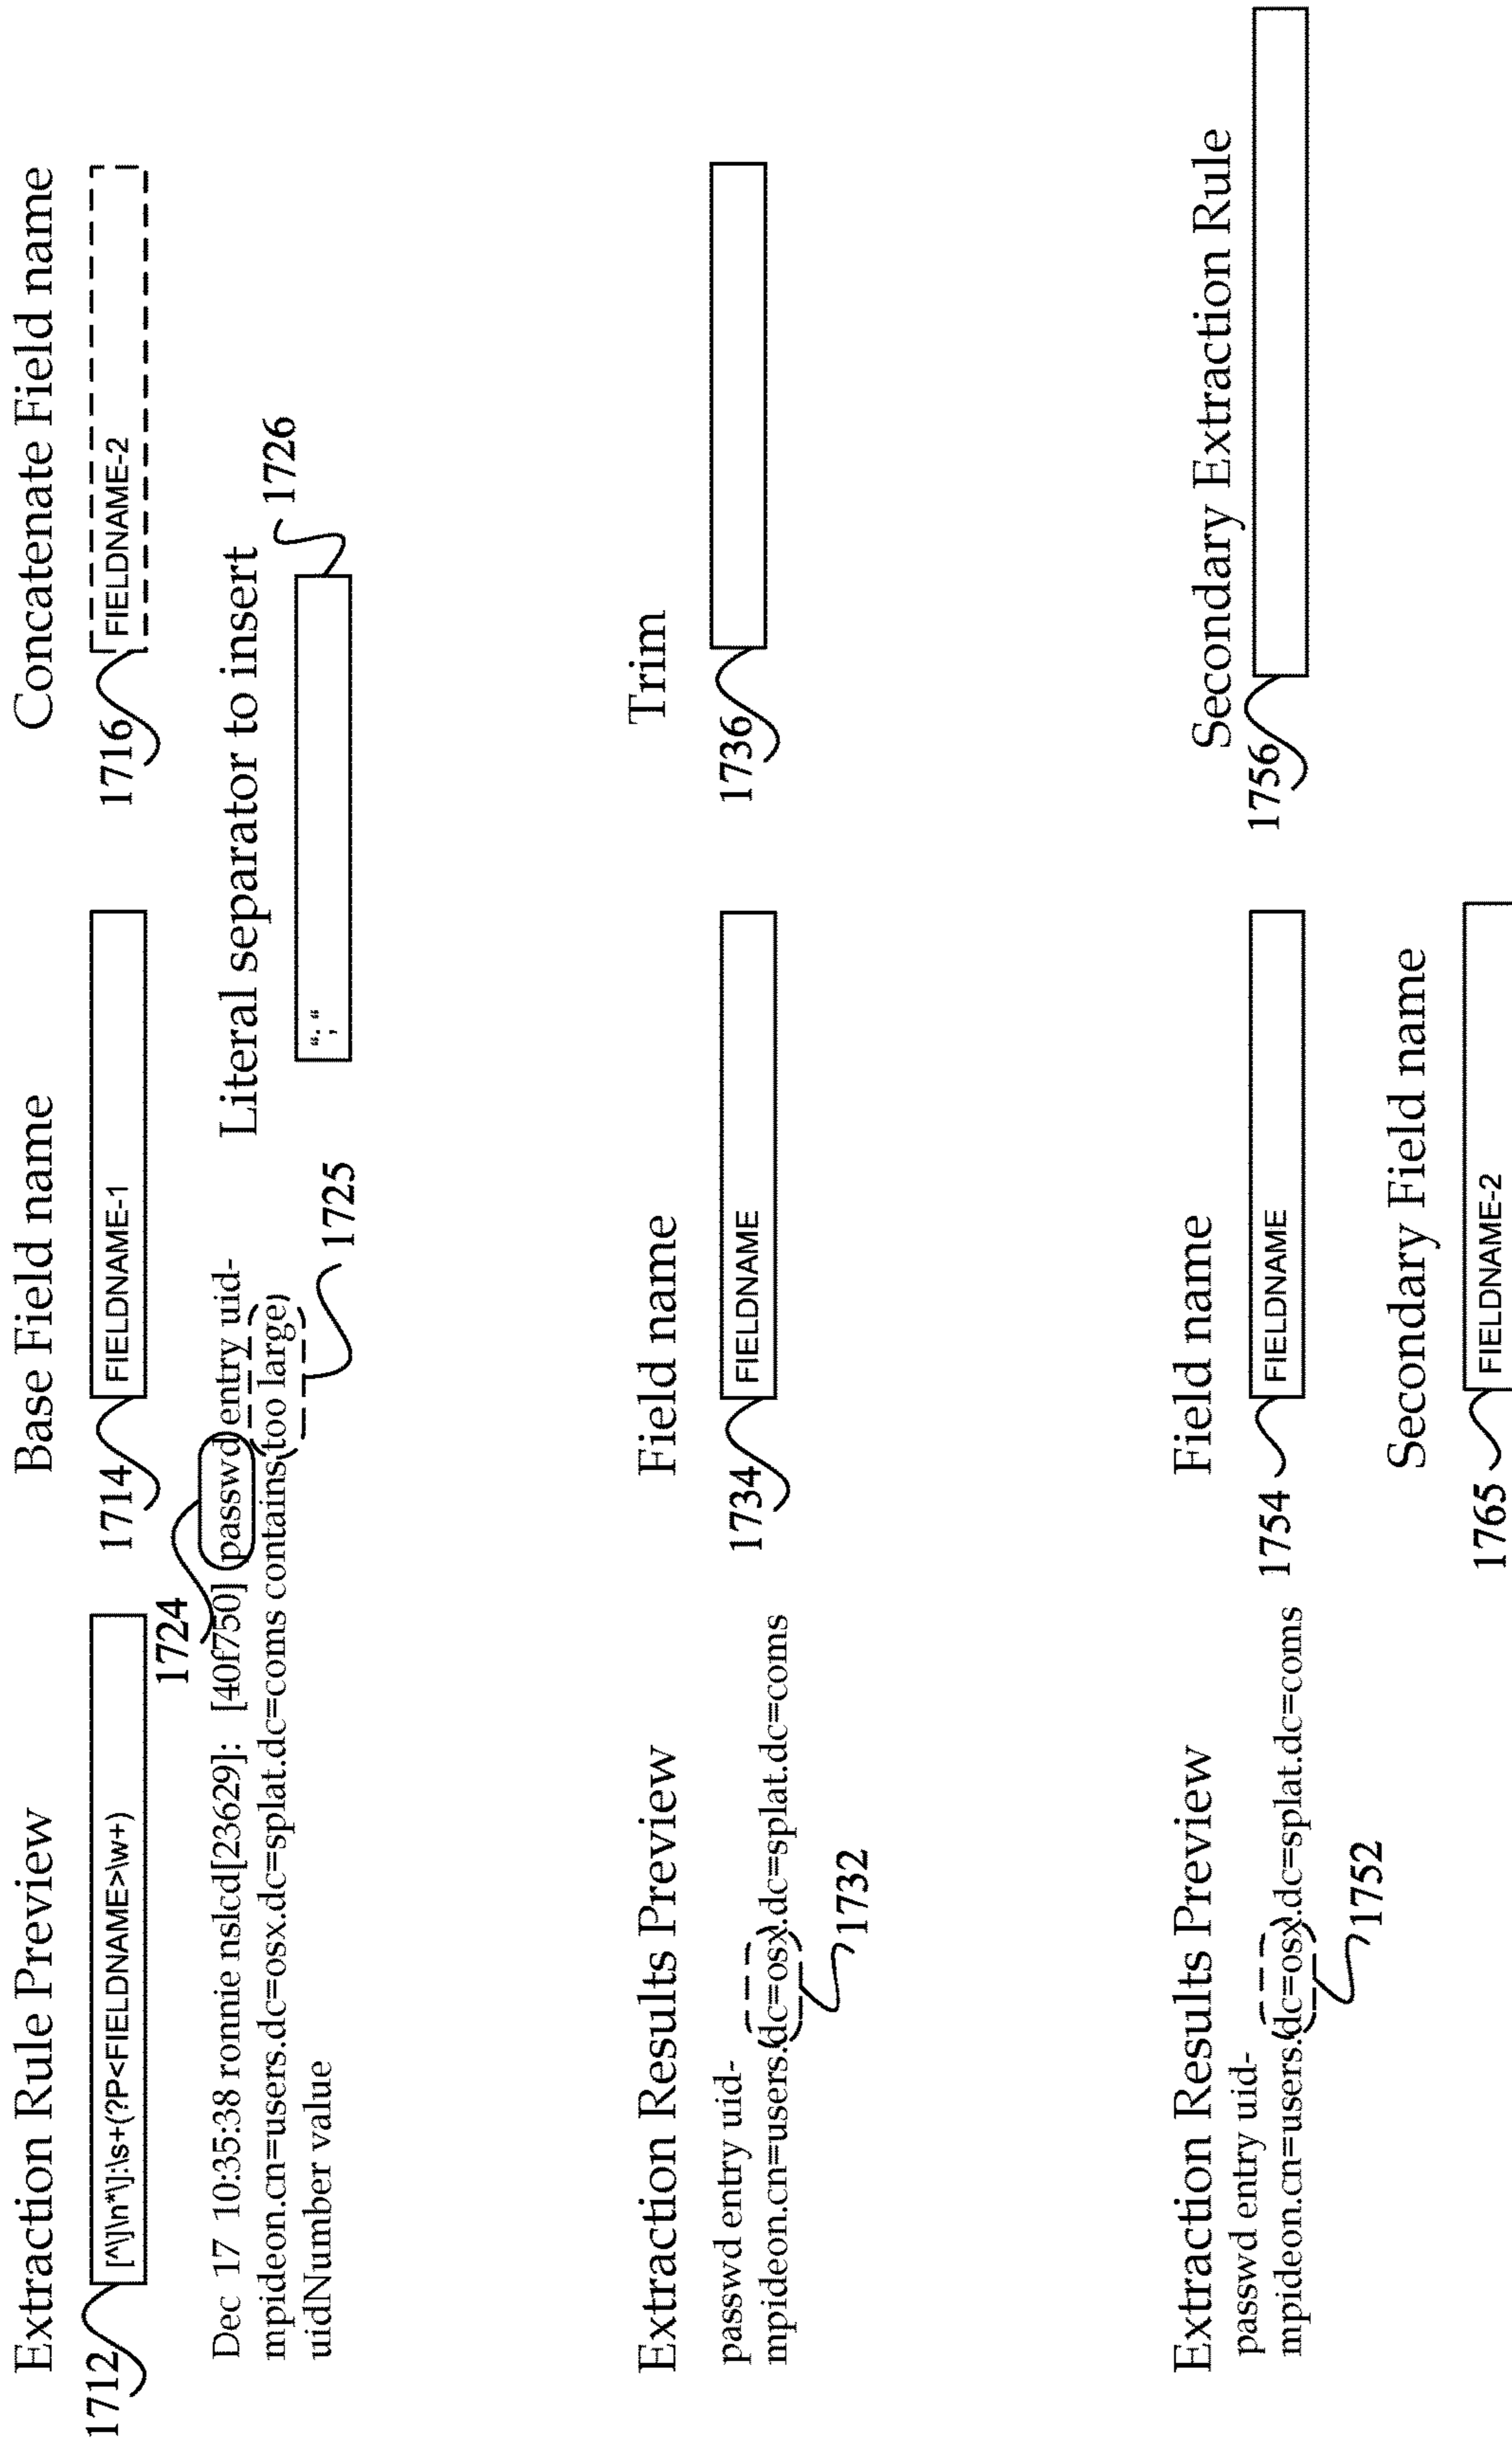 Extraction Rule Preview
Base Field name
Concatenate Field name
1712
[^\]\n*\]:\s+(?P<FIELDNAME>\w+)
1714
FIELDNAME-1
1716
FIELDNAME-2
1724
Dec 17 10:35:38 ronnie nslcd[23629]: [40f750] passwd entry uid-
mpideon.cn=users.dc=osx.dc=splat.dc=coms contains too large
uidNumber value
1725
Literal separator to insert
“; “
1726
Extraction Results Preview
Field name
Trim
passwd entry uid-
mpideon.cn=users.dc=osx.dc=splat.dc=coms
1732
1734
FIELDNAME
1736
Extraction Results Preview
Field name
Secondary Extraction Rule
passwd entry uid-
mpideon.cn=users.dc=osx.dc=splat.dc=coms
1752
1754
FIELDNAME
1756
Secondary Field name
1765
FIELDNAME-2